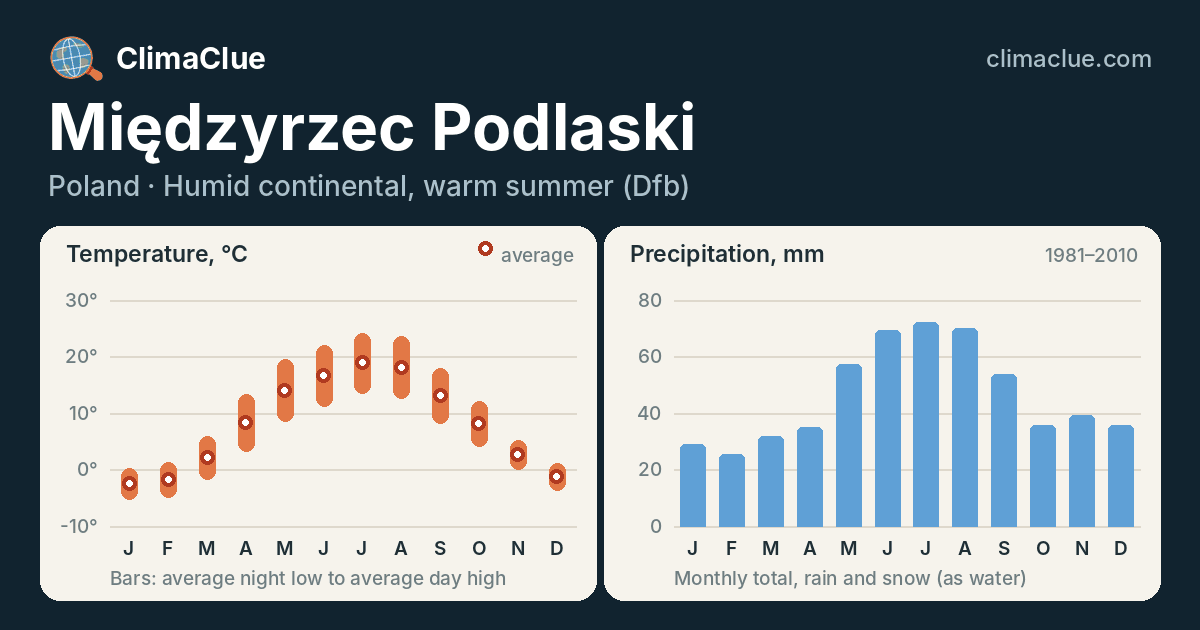 ClimaClue
climaclue.com
Międzyrzec Podlaski
Poland · Humid continental, warm summer (Dfb)
Temperature, °C
average
30°
20°
10°
0°
-10°
J F M A M J J A S O N D
Bars: average night low to average day high
Precipitation, mm
1981–2010
80
60
40
20
0
J F M A M J J A S O N D
Monthly total, rain and snow (as water)